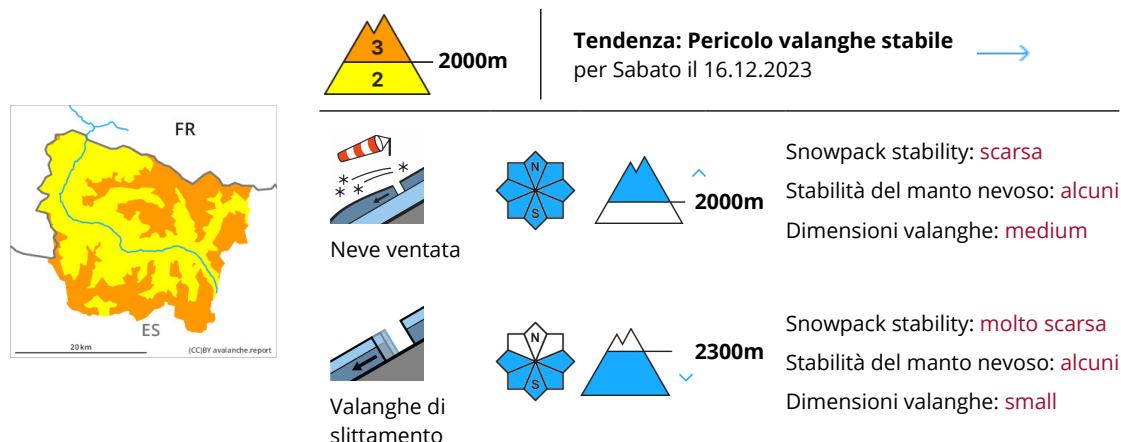 3
2
2000m
Tendenza: Pericolo valanghe stabile
per Sabato il 16.12.2023
FR
ES
20 km
(CC)BY avalanche.report
Neve ventata
N
S
2000m
Snowpack stability: scarsa
Stabilità del manto nevoso: alcuni
Dimensioni valanghe: medium
Valanghe di
slittamento
N
S
2300m
Snowpack stability: molto scarsa
Stabilità del manto nevoso: alcuni
Dimensioni valanghe: small